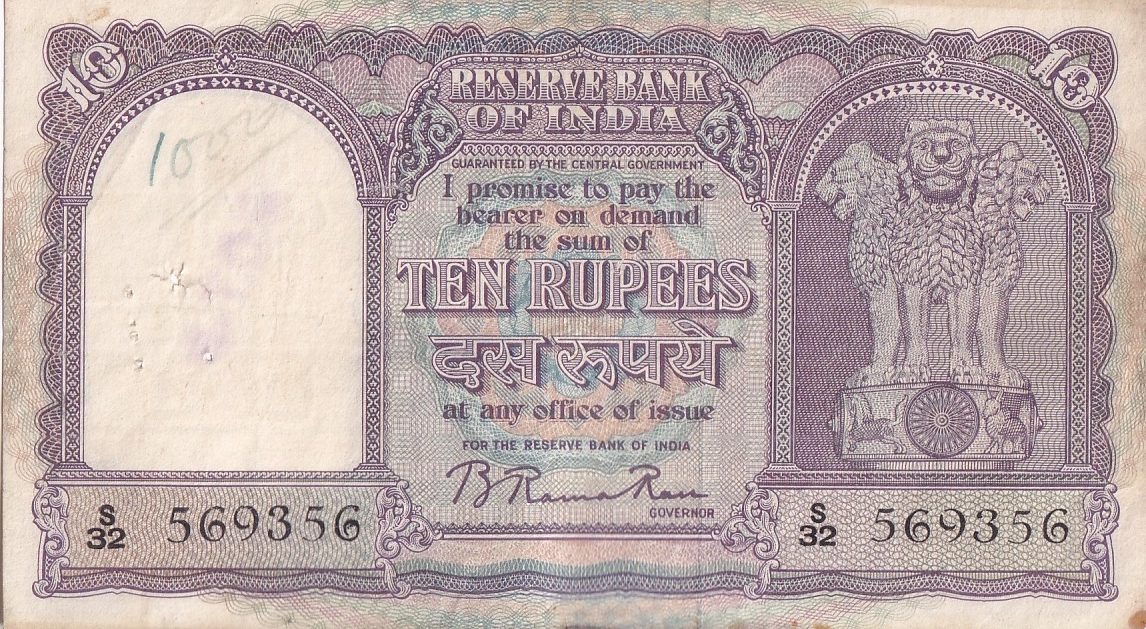 10
10
RESERVE BANK
OF INDIA
GUARANTEED BY THE CENTRAL GOVERNMENT
I promise to pay the
bearer on demand
the sum of
TEN RUPEES
दस रूपये
at any office of issue
FOR THE RESERVE BANK OF INDIA
B Rama Rau
GOVERNOR
S/32 569356
S/32 569356
1000